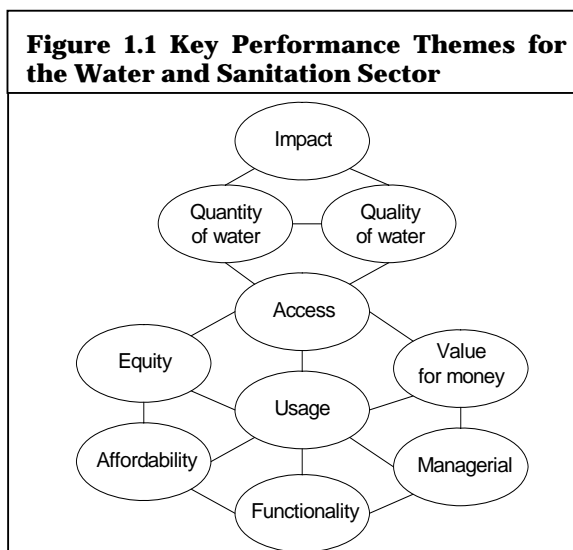 Figure 1.1 Key Performance Themes for
the Water and Sanitation Sector
Impact
Quantity
of water
Quality
of water
Access
Equity
Value
for money
Usage
Affordability
Managerial
Functionality